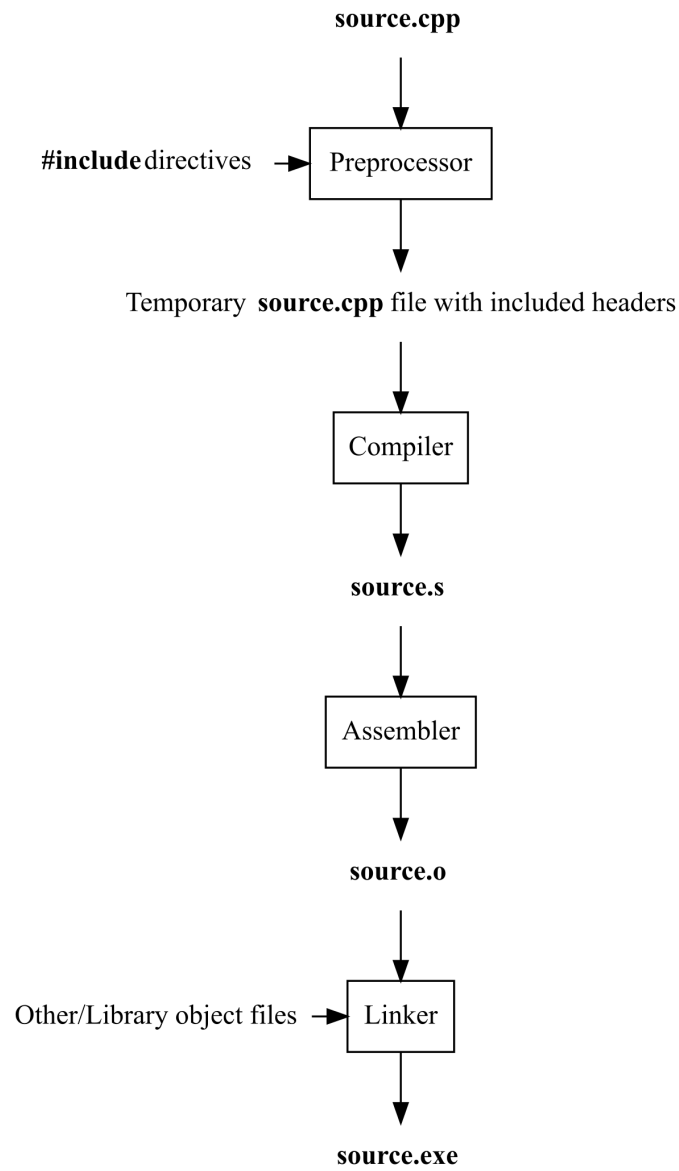 source.cpp
#include directives
Preprocessor
Temporary source.cpp file with included headers
Compiler
source.s
Assembler
source.o
Other/Library object files
Linker
source.exe